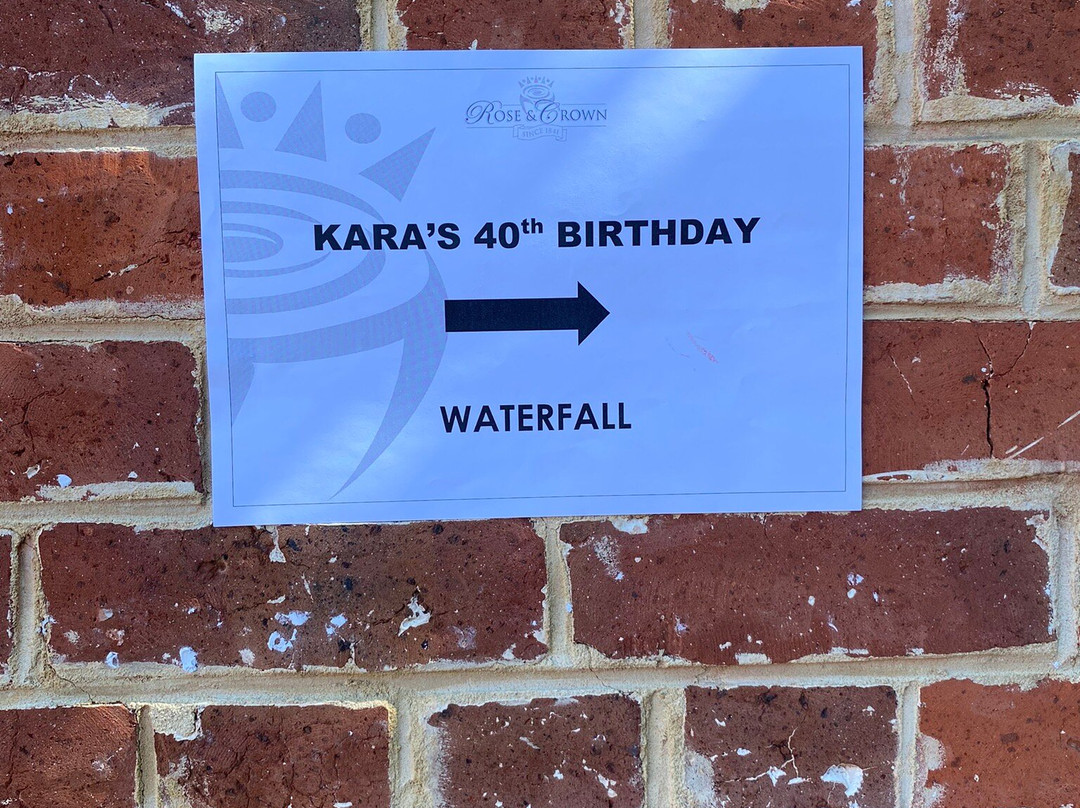 ROSE & CROWN
KARA'S 40th BIRTHDAY
WATERFALL